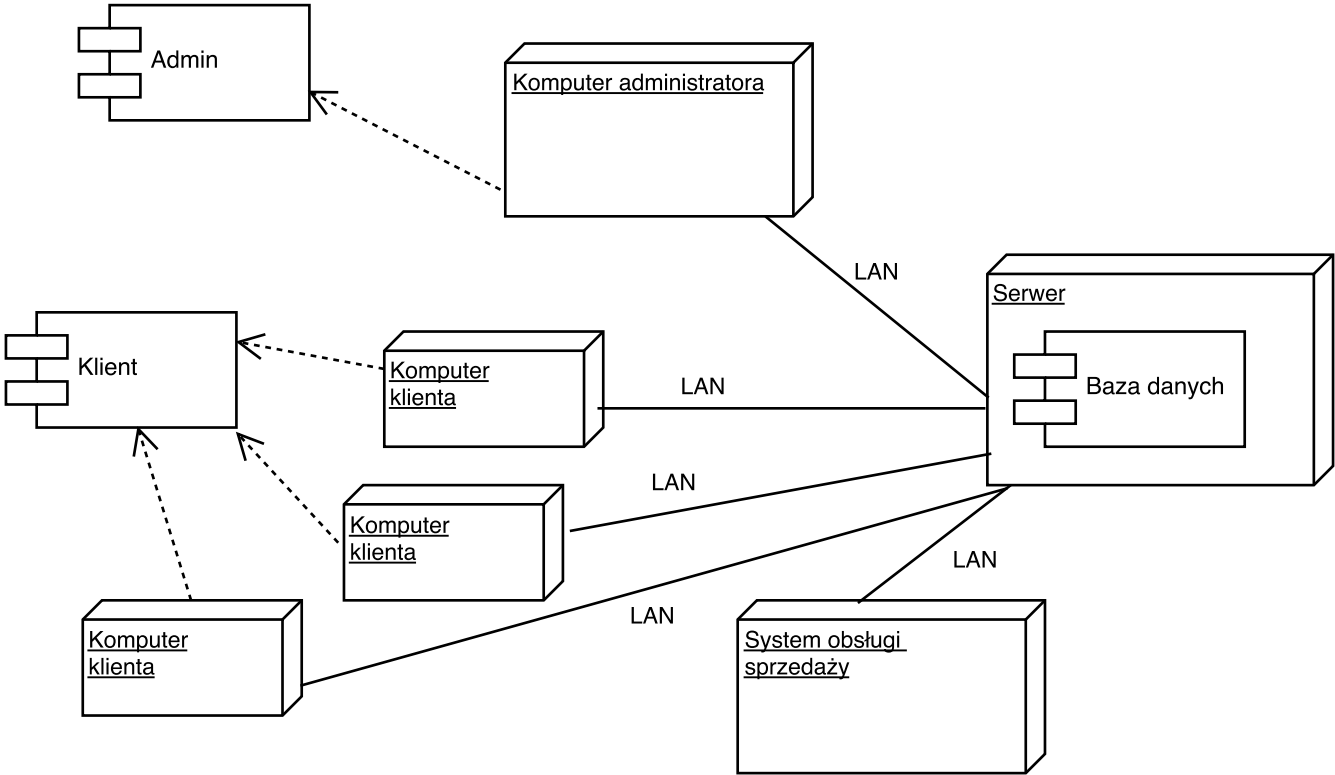 Admin
Komputer administratora
LAN
Serwer
Klient
Komputer
klienta
LAN
Baza danych
LAN
Komputer
klienta
LAN
LAN
Komputer
klienta
System obsługi
sprzedaży